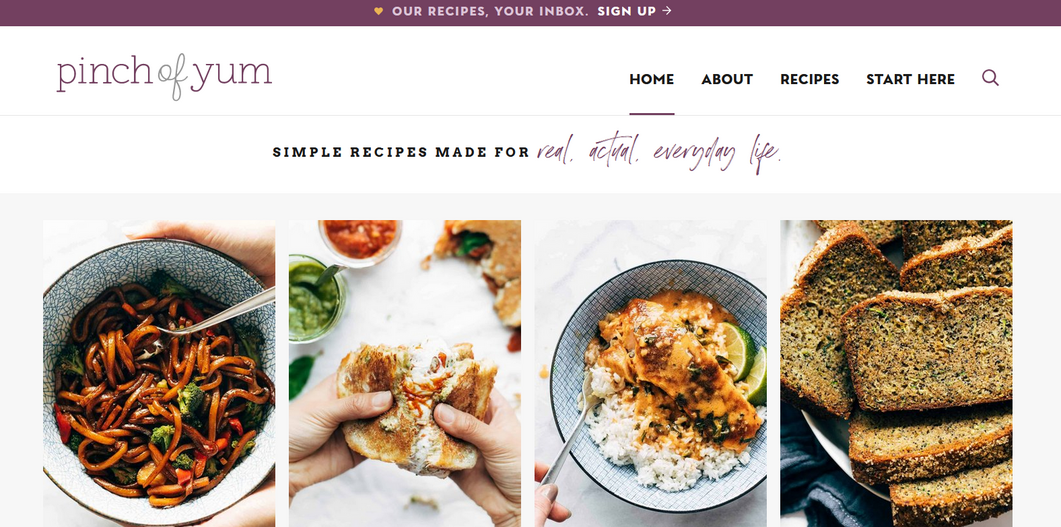 OUR RECIPES, YOUR INBOX. SIGN UP →
pinch of yum
HOME ABOUT RECIPES START HERE
SIMPLE RECIPES MADE FOR real, actual, everyday life.